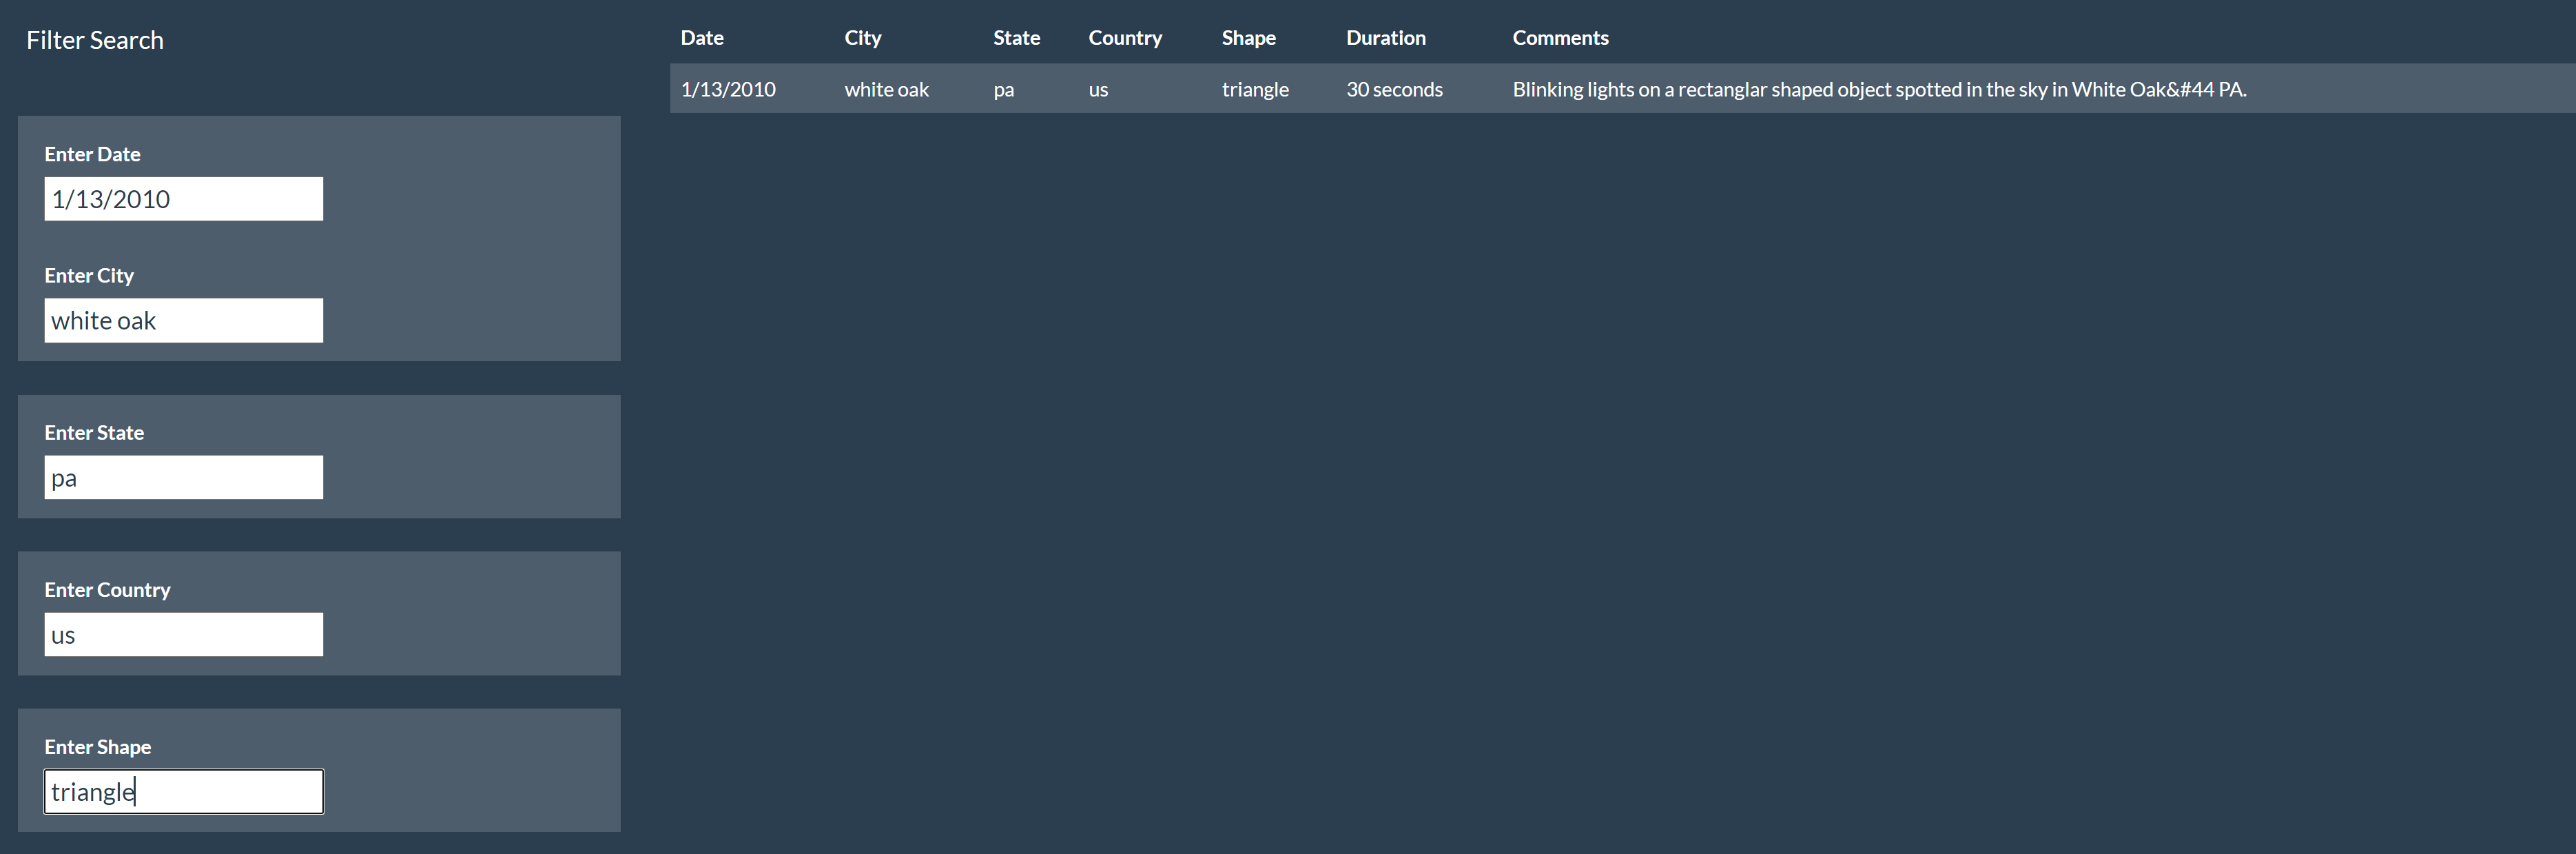 Filter Search
Enter Date
1/13/2010
Enter City
white oak
Enter State
pa
Enter Country
us
Enter Shape
triangle
Date City State Country Shape Duration Comments
1/13/2010 white oak pa us triangle 30 seconds Blinking lights on a rectanglar shaped object spotted in the sky in White Oak&#44 PA.